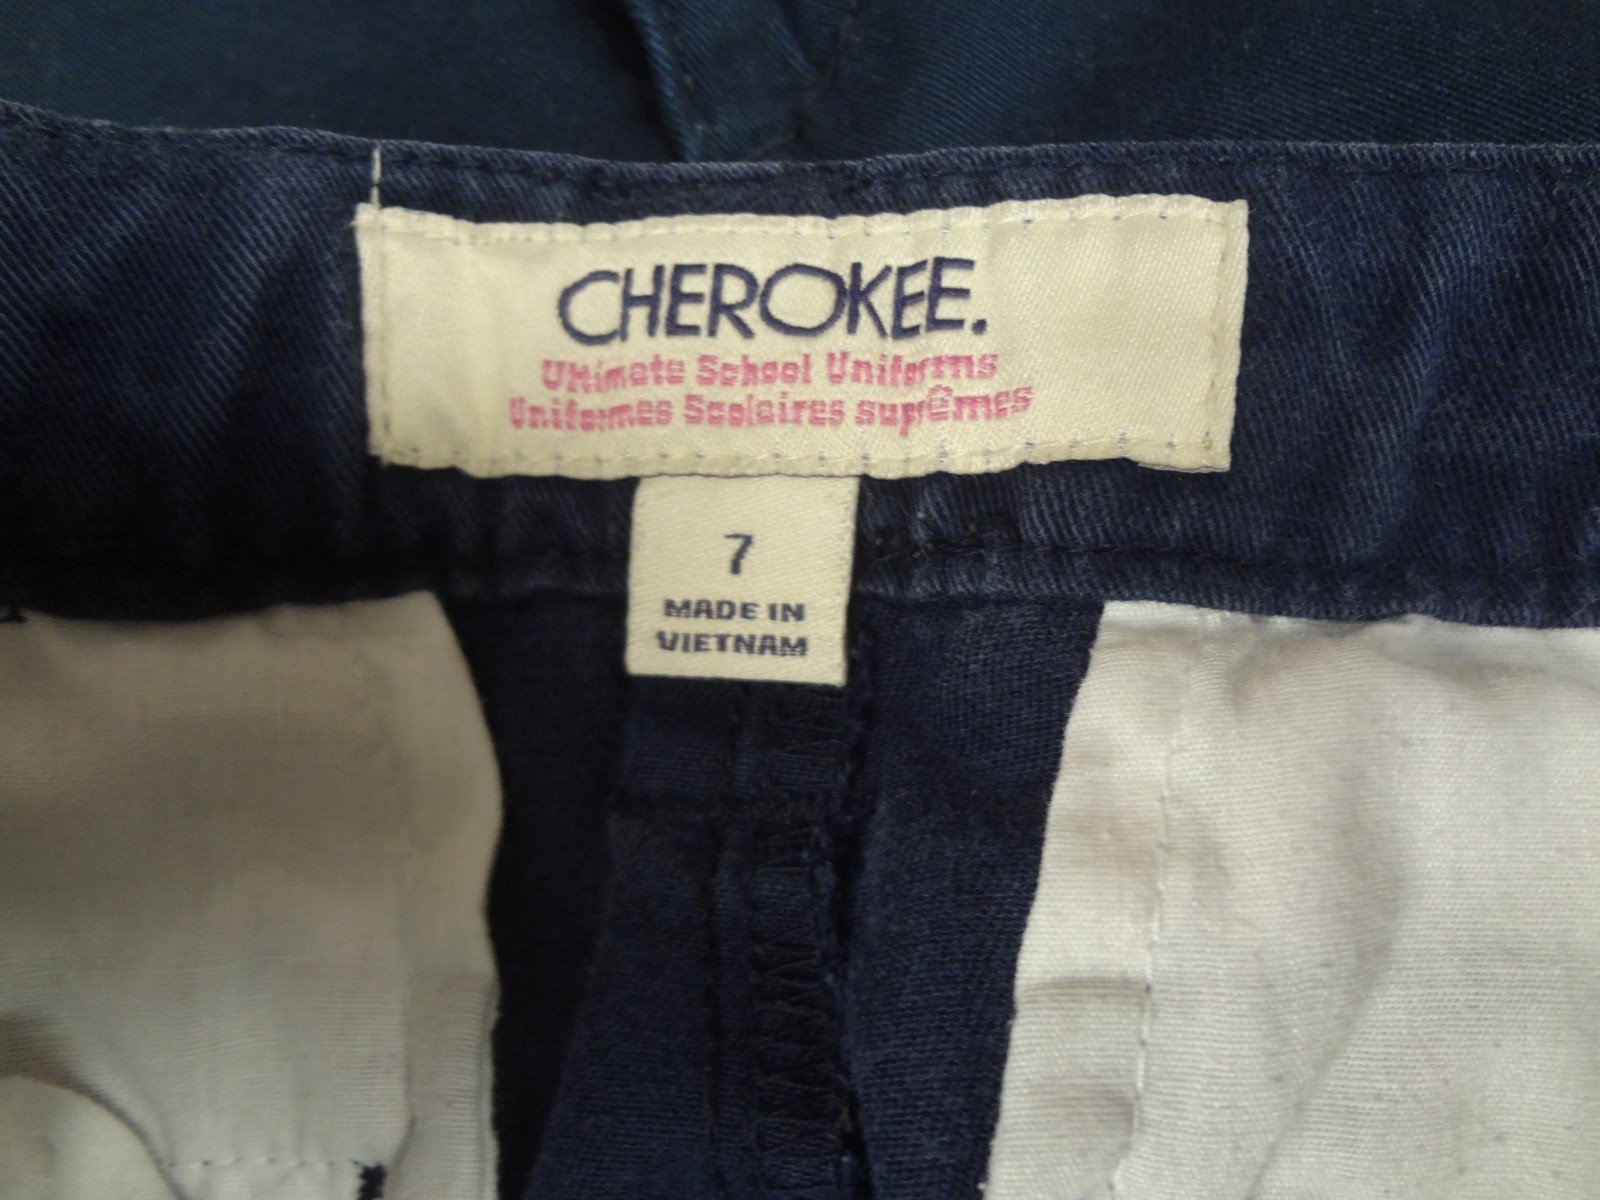 CHEROKEE.
Ultimate School Uniforms
Uniformes Scolaires suprêmes
7
MADE IN
VIETNAM